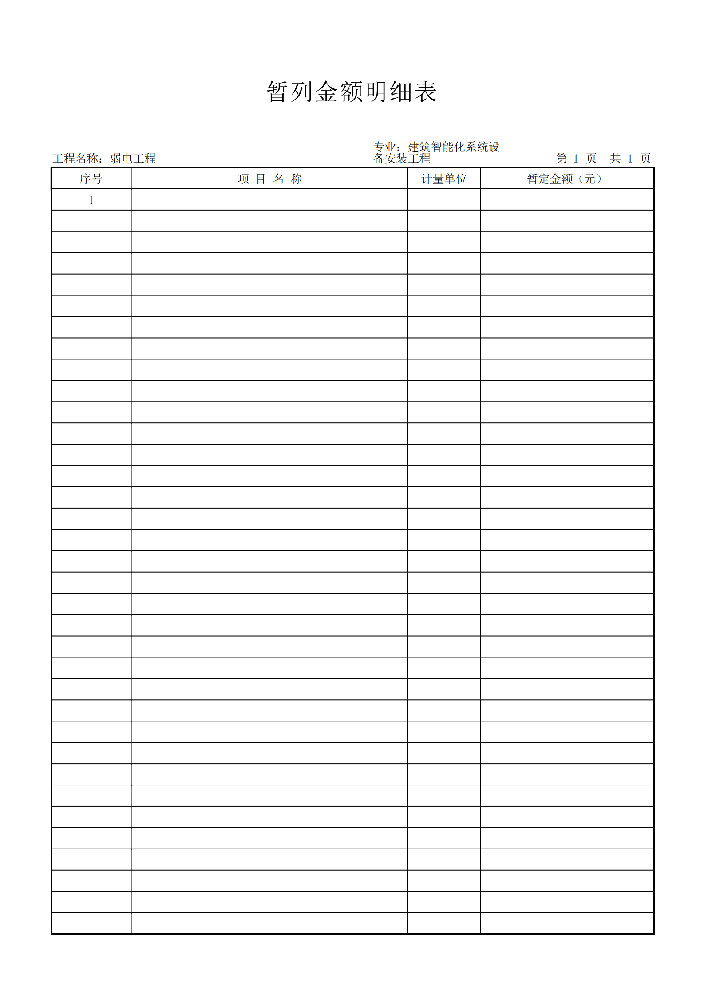 暂列金额明细表
专业：建筑智能化系统设
工程名称：弱电工程 备安装工程 第 1 页 共 1 页
序号 项 目 名 称 计量单位 暂定金额（元）
1